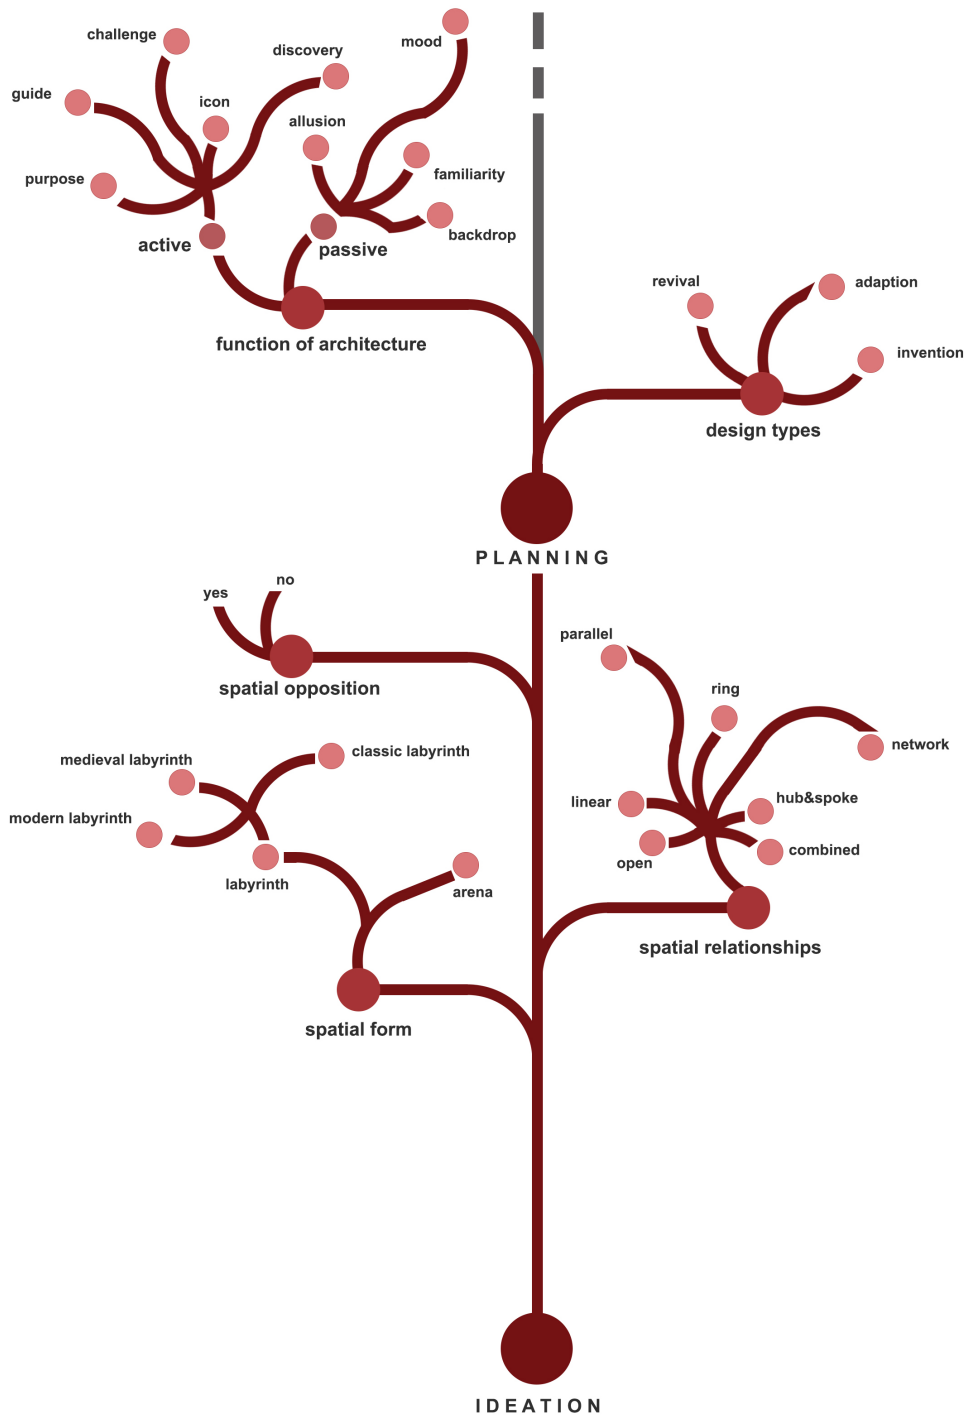 challenge
mood
discovery
guide
icon
allusion
familiarity
purpose
backdrop
active
passive
revival
adaption
function of architecture
invention
design types
PLANNING
no
yes
parallel
spatial opposition
ring
classic labyrinth
network
medieval labyrinth
hub&spoke
linear
modern labyrinth
combined
open
labyrinth
arena
spatial relationships
spatial form
IDEATION